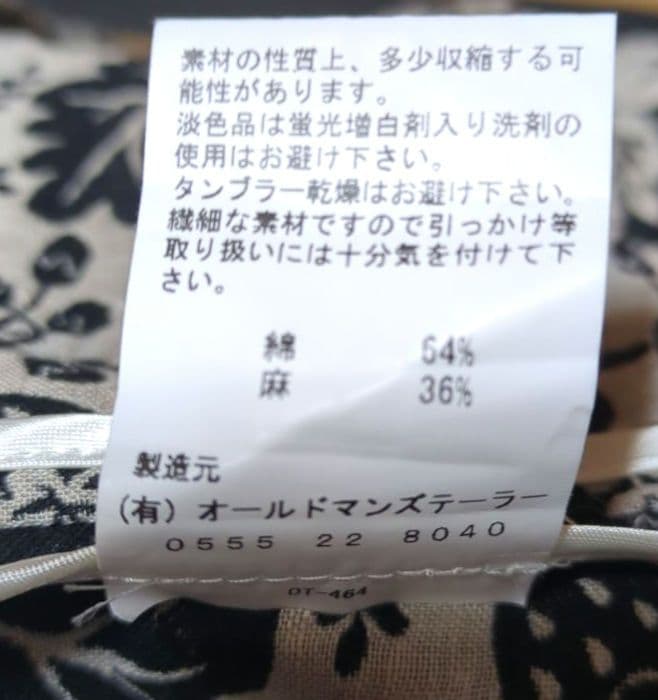 素材の性質上、多少収縮する可
能性があります。
淡色品は蛍光増白剤入り洗剤の
使用はお避け下さい。
タンブラー乾燥はお避け下さい。
繊細な素材ですので引っかけ等
取り扱いには十分気を付けて下
さい。
綿 64%
麻 36%
製造元
(有) オールドマンズテーラー
0555 22 8040
OT-464